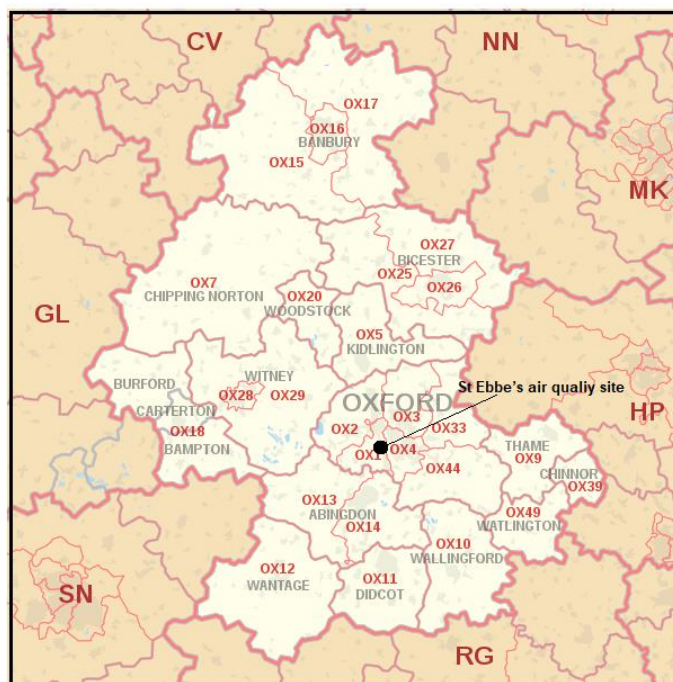 CV
NN
OX17
OX16
BANBURY
OX15
MK
OX27
BICESTER
OX25
OX26
OX7
CHIPPING NORTON
OX20
WOODSTOCK
GL
OX5
KIDLINGTON
BURFORD
WITNEY
OX28
OX29
CARTERTON
OX18
BAMPTON
OXFORD
St Ebbe's air qualiy site
HP
OX3
OX2
OX33
OX1
OX4
OX44
THAME
OX9
CHINNOR
OX39
OX13
ABINGDON
OX14
OX49
WATLINGTON
OX10
WALLINGFORD
OX12
WANTAGE
OX11
DIDCOT
SN
RG